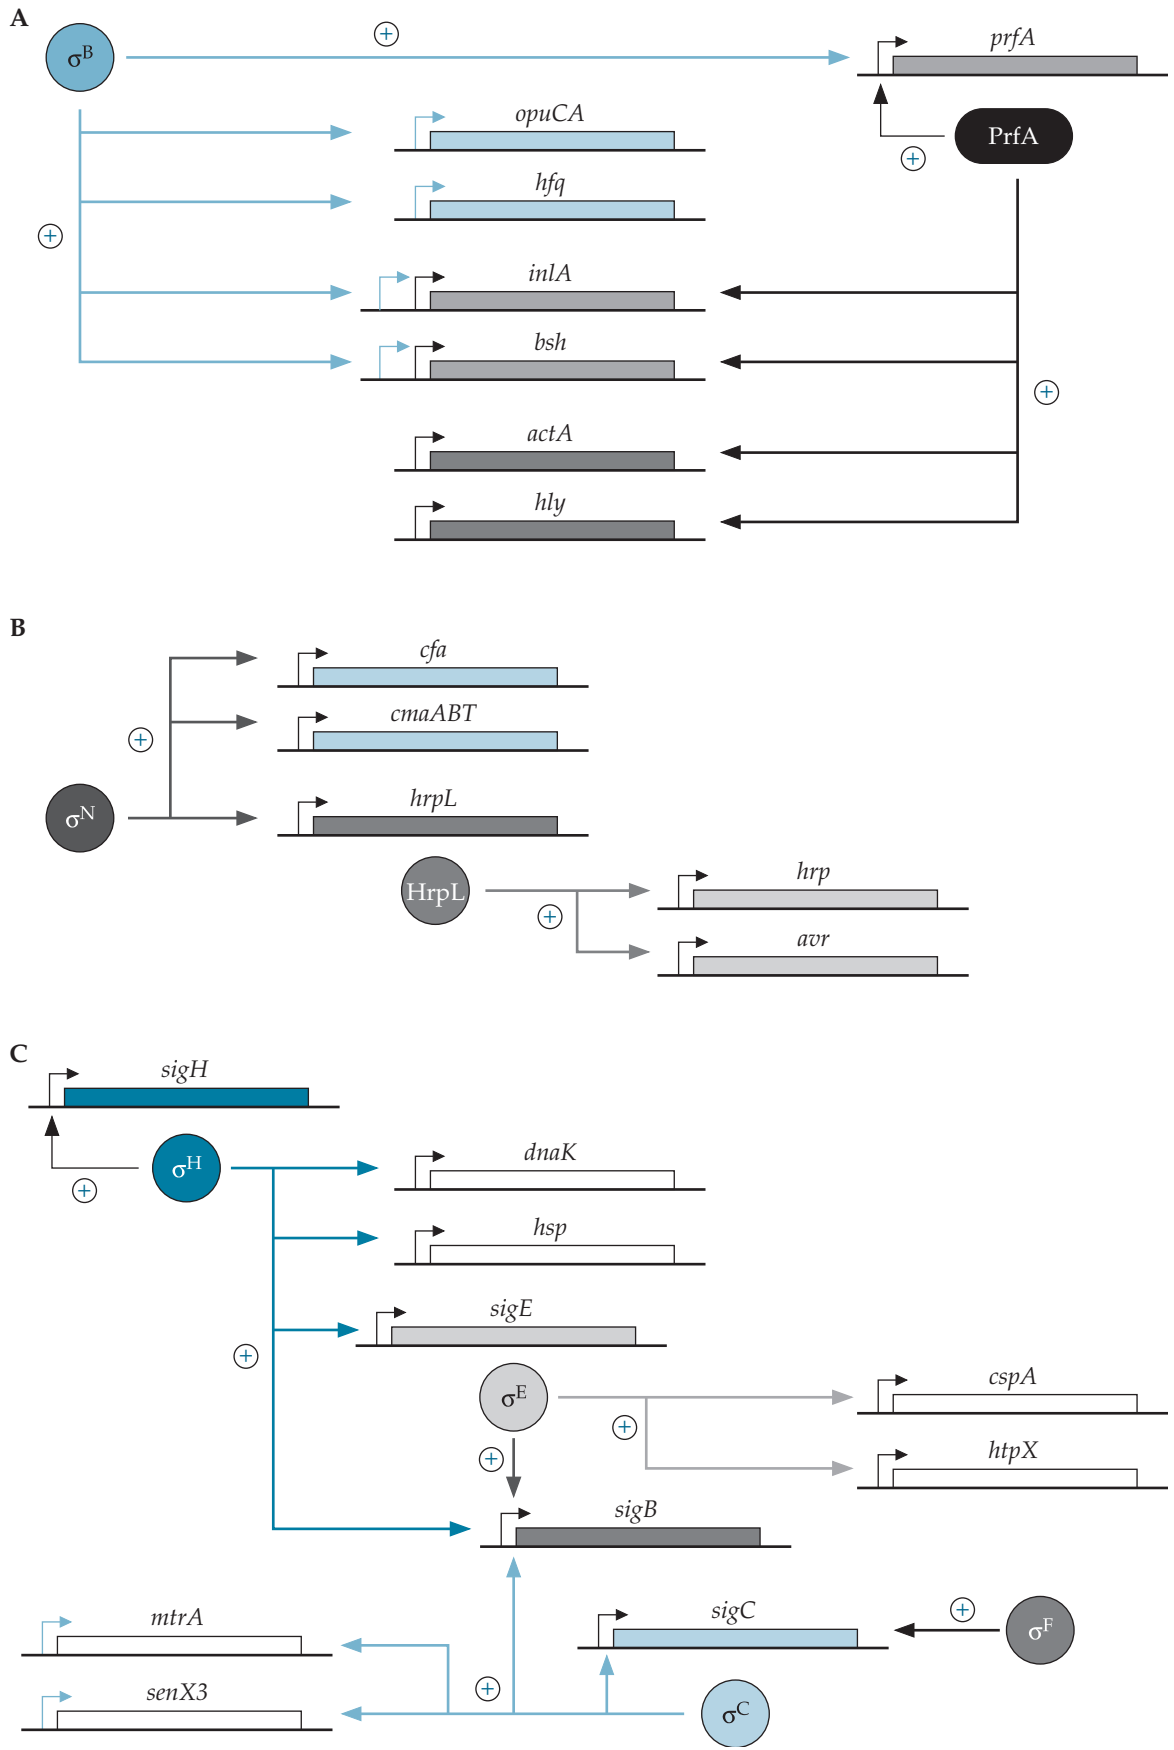 A
σᴮ
+
prfA
opuCA
PrfA
+
hfq
+
inlA
bsh
+
actA
hly
B
cfa
cmaABT
+
hrpL
σᴺ
HrpL
hrp
+
avr
C
sigH
σᴴ
+
dnaK
hsp
sigE
+
σᴱ
cspA
+
+
htpX
sigB
mtrA
sigC
+
σF
senX3
+
σC